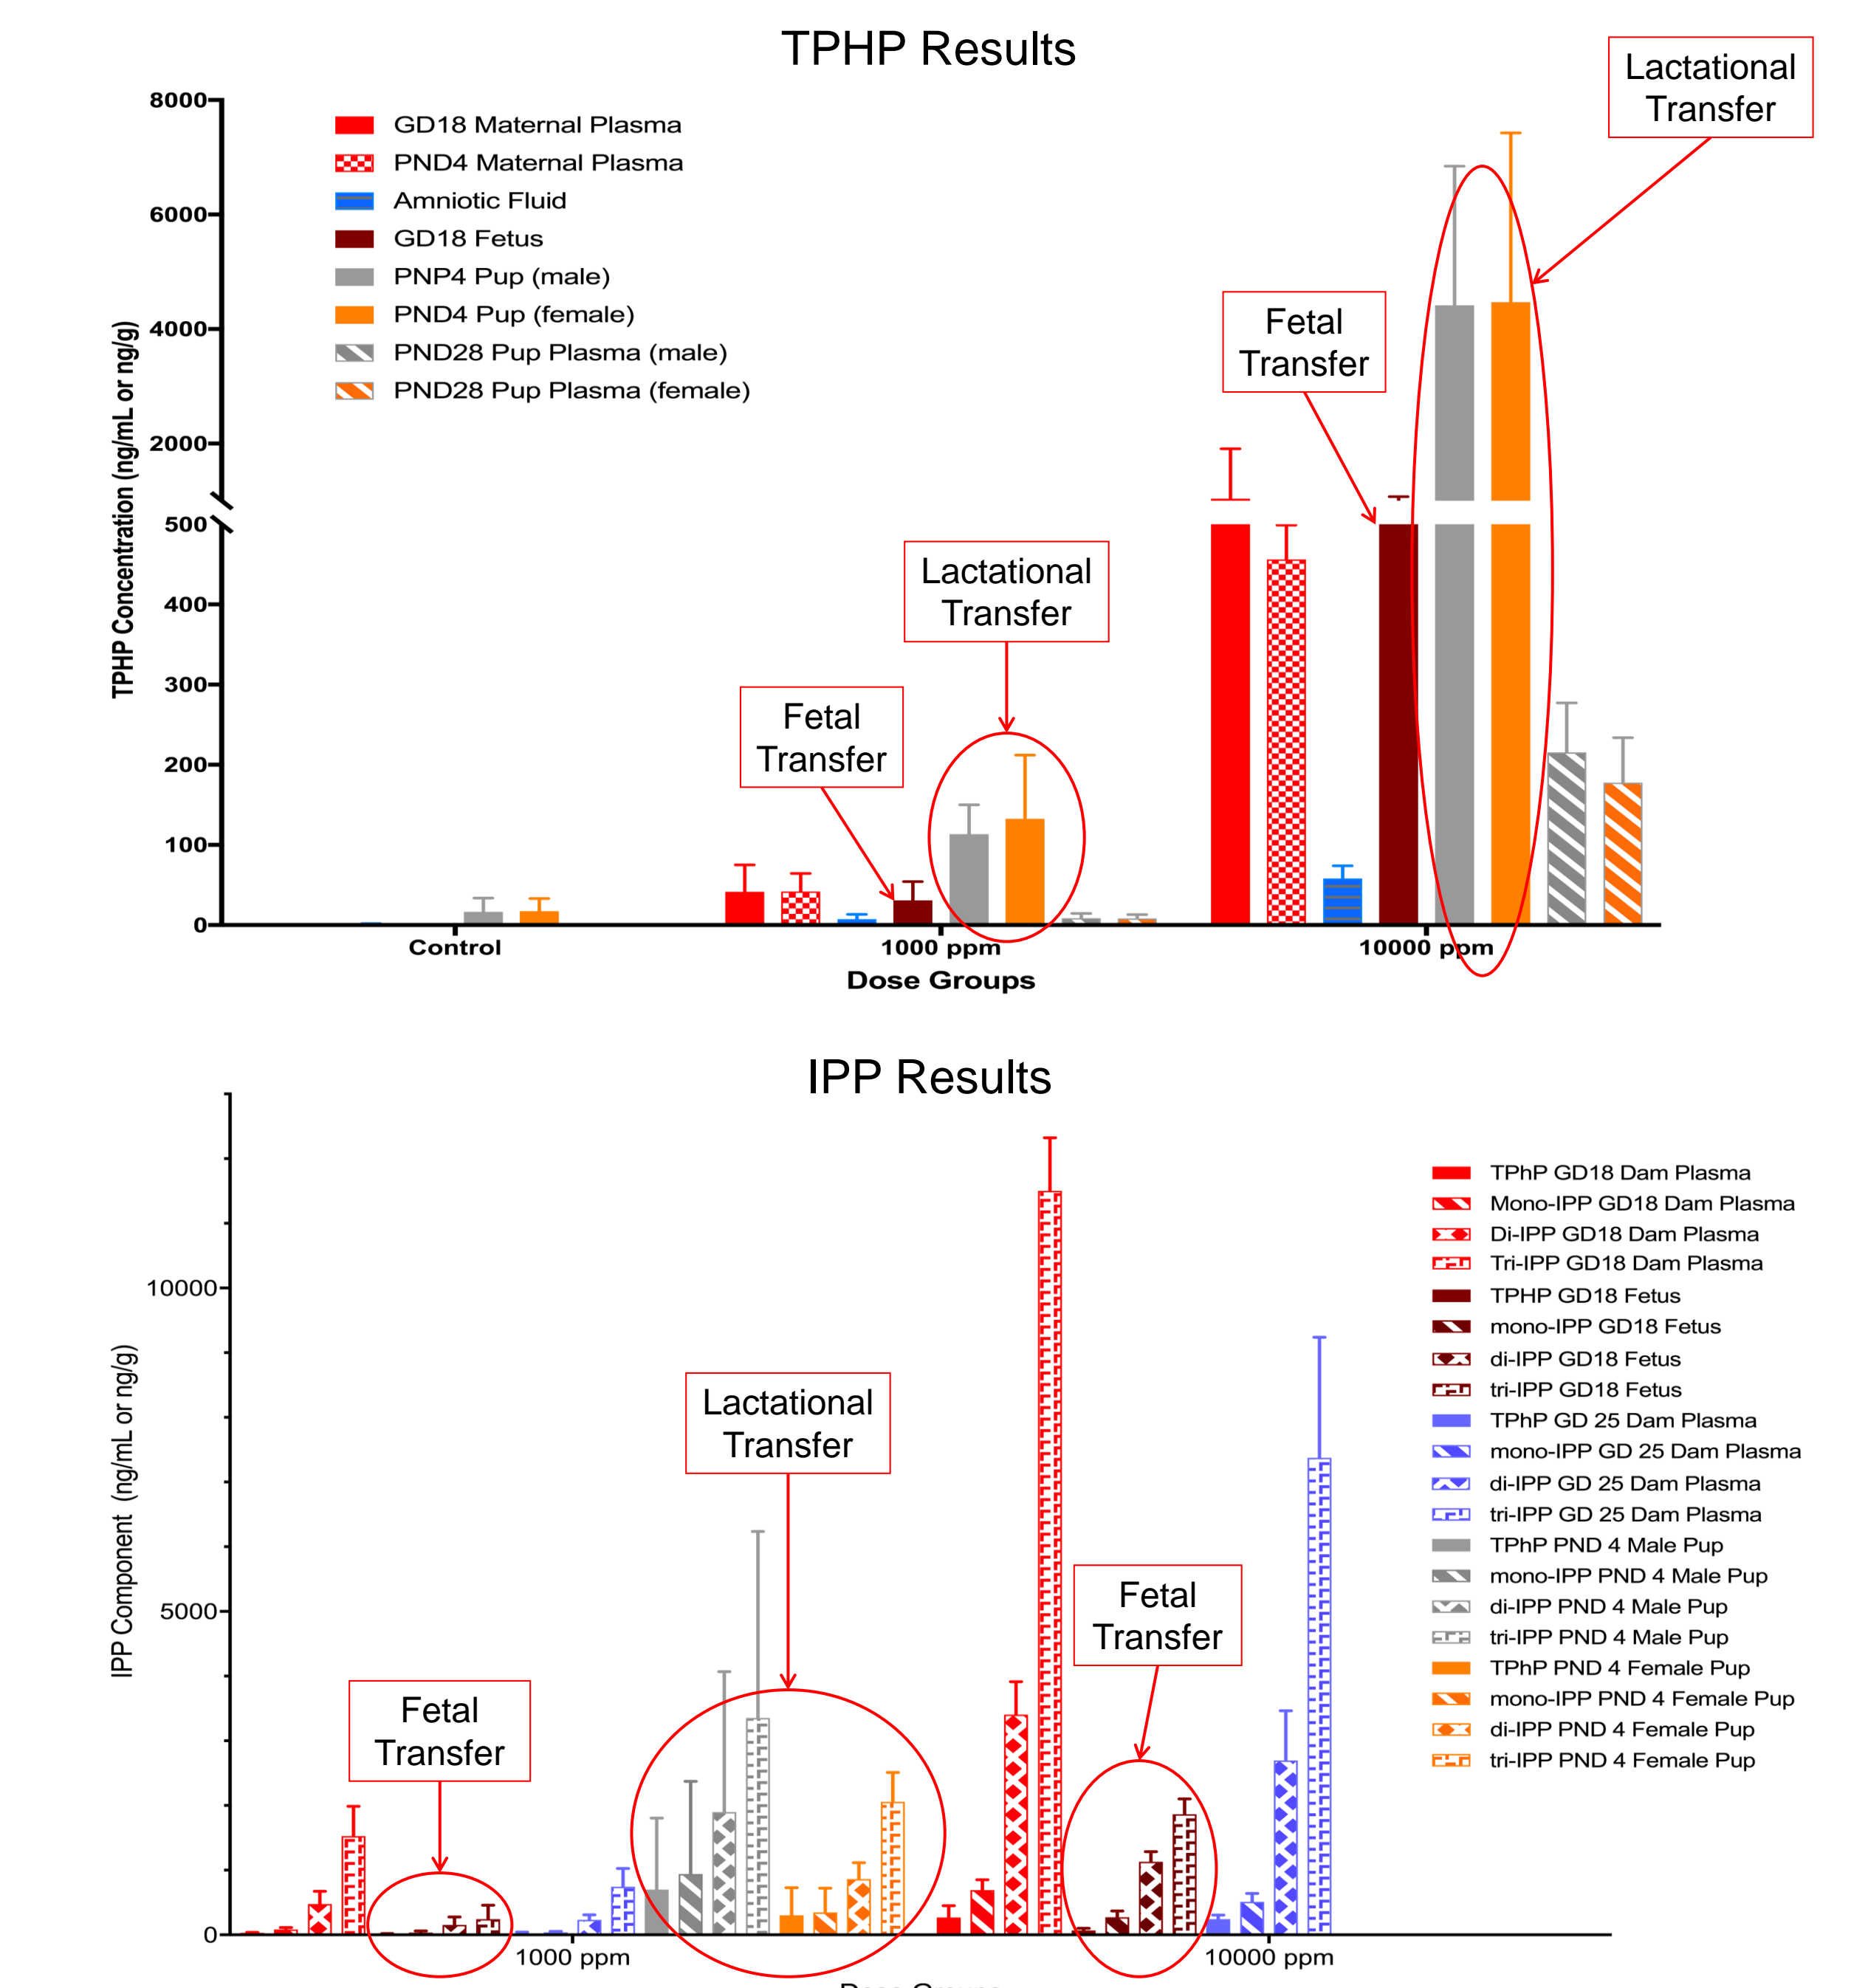 TPHP Results
Lactational
Transfer
8000
6000
4000
2000
500
400
300
200
100
0
TPHP Concentration (ng/mL or ng/g)
GD18 Maternal Plasma
PND4 Maternal Plasma
Amniotic Fluid
GD18 Fetus
PNP4 Pup (male)
PND4 Pup (female)
PND28 Pup Plasma (male)
PND28 Pup Plasma (female)
Fetal
Transfer
Lactational
Transfer
Fetal
Transfer
Control
1000 ppm
10000 ppm
Dose Groups
IPP Results
10000
5000
0
IPP Component (ng/mL or ng/g)
TPhP GD18 Dam Plasma
Mono-IPP GD18 Dam Plasma
Di-IPP GD18 Dam Plasma
Tri-IPP GD18 Dam Plasma
TPHP GD18 Fetus
mono-IPP GD18 Fetus
di-IPP GD18 Fetus
tri-IPP GD18 Fetus
TPhP GD 25 Dam Plasma
mono-IPP GD 25 Dam Plasma
di-IPP GD 25 Dam Plasma
tri-IPP GD 25 Dam Plasma
TPhP PND 4 Male Pup
mono-IPP PND 4 Male Pup
di-IPP PND 4 Male Pup
tri-IPP PND 4 Male Pup
TPhP PND 4 Female Pup
mono-IPP PND 4 Female Pup
di-IPP PND 4 Female Pup
tri-IPP PND 4 Female Pup
Lactational
Transfer
Fetal
Transfer
Fetal
Transfer
1000 ppm
10000 ppm